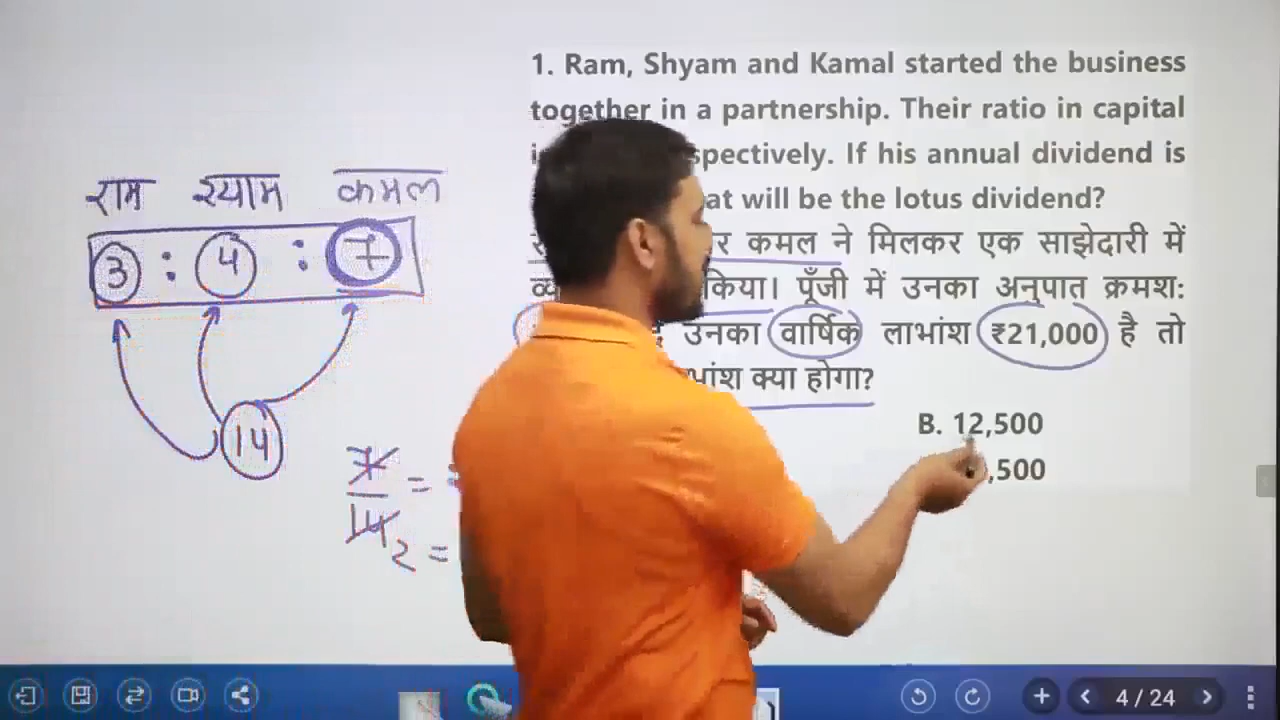 1. Ram, Shyam and Kamal started the business
together in a partnership. Their ratio in capital
spectively. If his annual dividend is
at will be the lotus dividend?
र कमल ने मिलकर एक साझेदारी में
व्य किया। पूँजी में उनका अनुपात क्रमश:
उनका वार्षिक लाभांश ₹21,000 है तो
भांश क्या होगा?
B. 12,500
,500
राम श्याम कमल
3 : 4 : 7
14
7/14 =
2 =
4 / 24